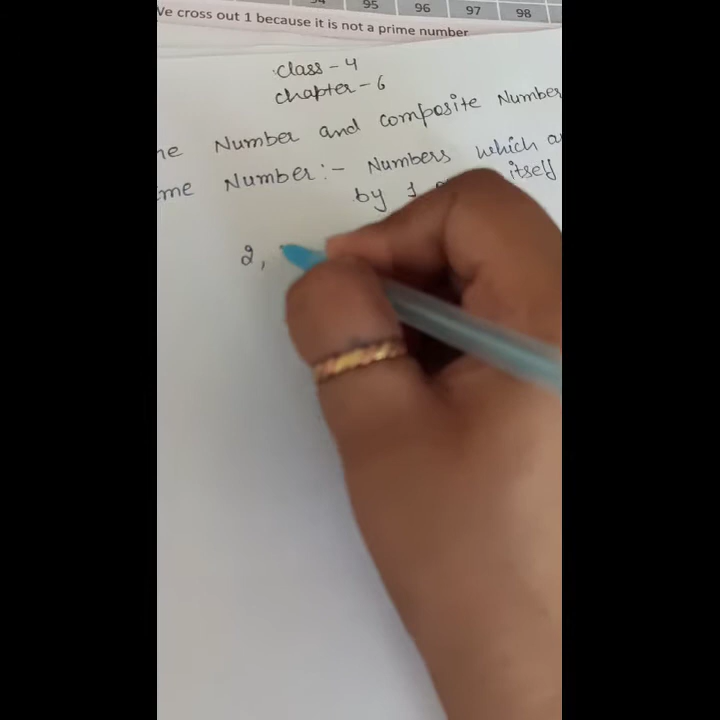 95 96 97 98
We cross out 1 because it is not a prime number
Class - 4
Chapter - 6
Number and composite Number
Number :- Numbers which
by 1 itself
2,